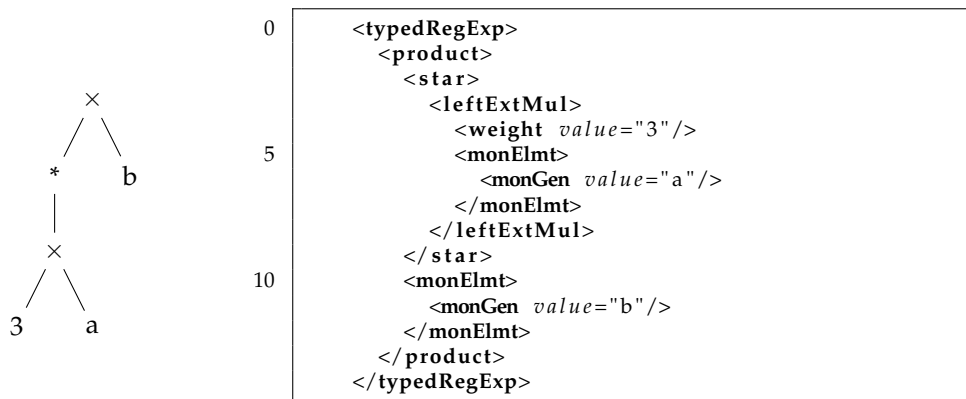 ×
* b
×
3 a
0 <typedRegExp>
<product>
<star>
<leftExtMul>
<weight value="3"/>
5 <monElmt>
<monGen value="a"/>
</monElmt>
</leftExtMul>
</star>
10 <monElmt>
<monGen value="b"/>
</monElmt>
</product>
</typedRegExp>